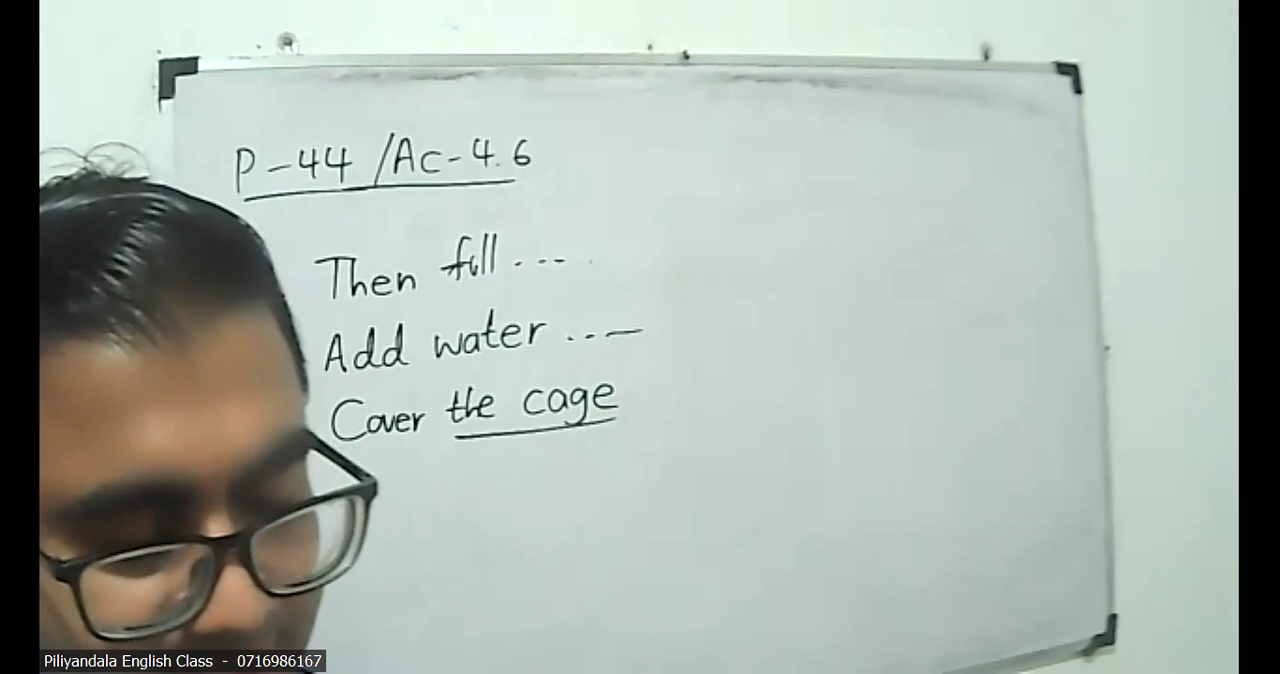 P-44 / Ac-4.6
Then fill ...
Add water ...
Cover the cage
Piliyandala English Class - 0716986167